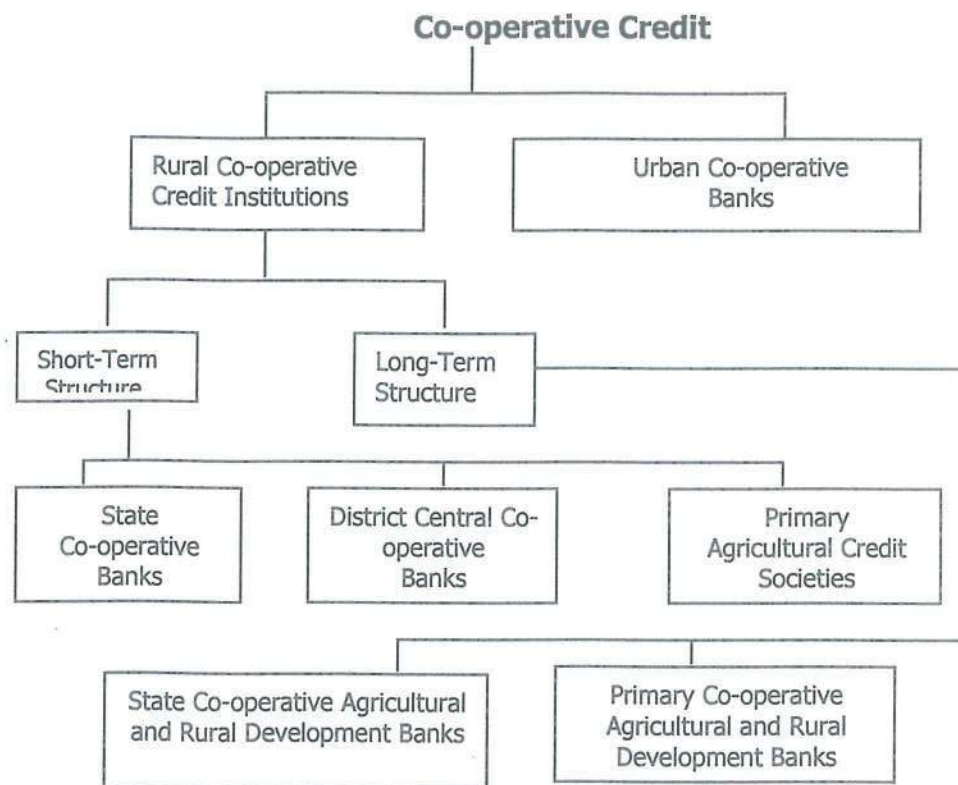 Co-operative Credit
Rural Co-operative
Credit Institutions
Urban Co-operative
Banks
Short-Term
Structure
Long-Term
Structure
State
Co-operative
Banks
District Central Co-
operative
Banks
Primary
Agricultural Credit
Societies
State Co-operative Agricultural
and Rural Development Banks
Primary Co-operative
Agricultural and Rural
Development Banks